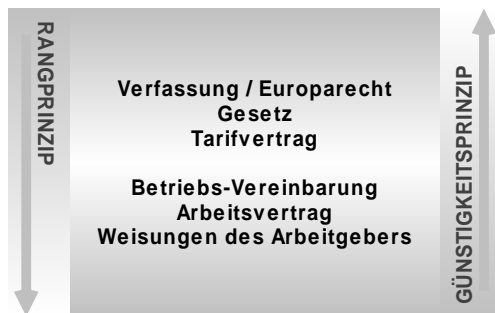 RANGPRINZIP
Verfassung / Europarecht
Gesetz
Tarifvertrag
Betriebs-Vereinbarung
Arbeitsvertrag
Weisungen des Arbeitgebers
GÜNSTIGKEITSPRINZIP